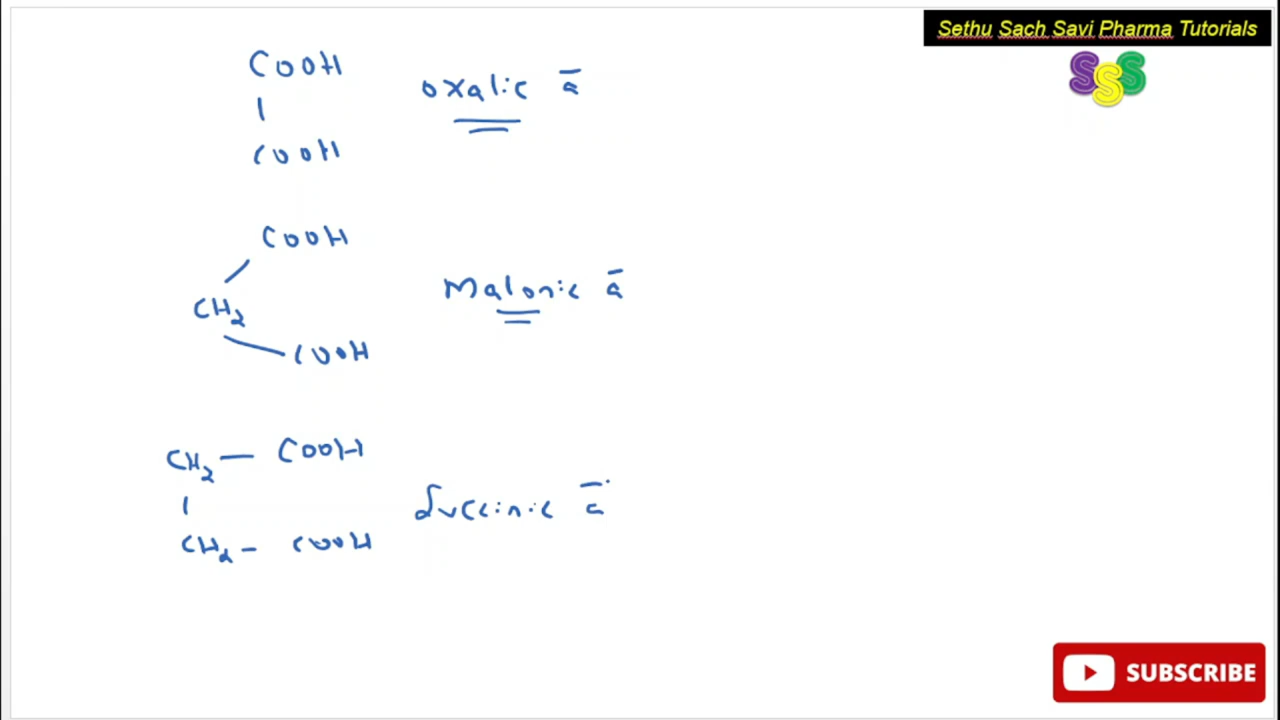 Sethu Sach Savi Pharma Tutorials
SSS
COOH
COOH
oxalic a̅
COOH
CH₂
COOH
Malonic a̅
CH₂ — COOH
CH₂ - COOH
Succinic a̅
SUBSCRIBE